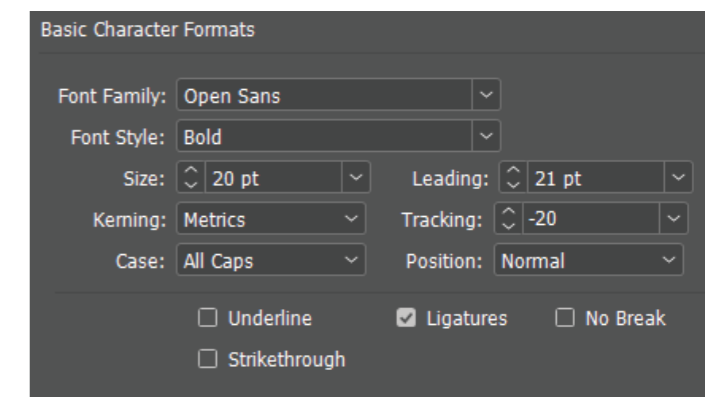 Basic Character Formats
Font Family: Open Sans
Font Style: Bold
Size: 20 pt Leading: 21 pt
Kerning: Metrics Tracking: -20
Case: All Caps Position: Normal
Underline Ligatures No Break
Strikethrough